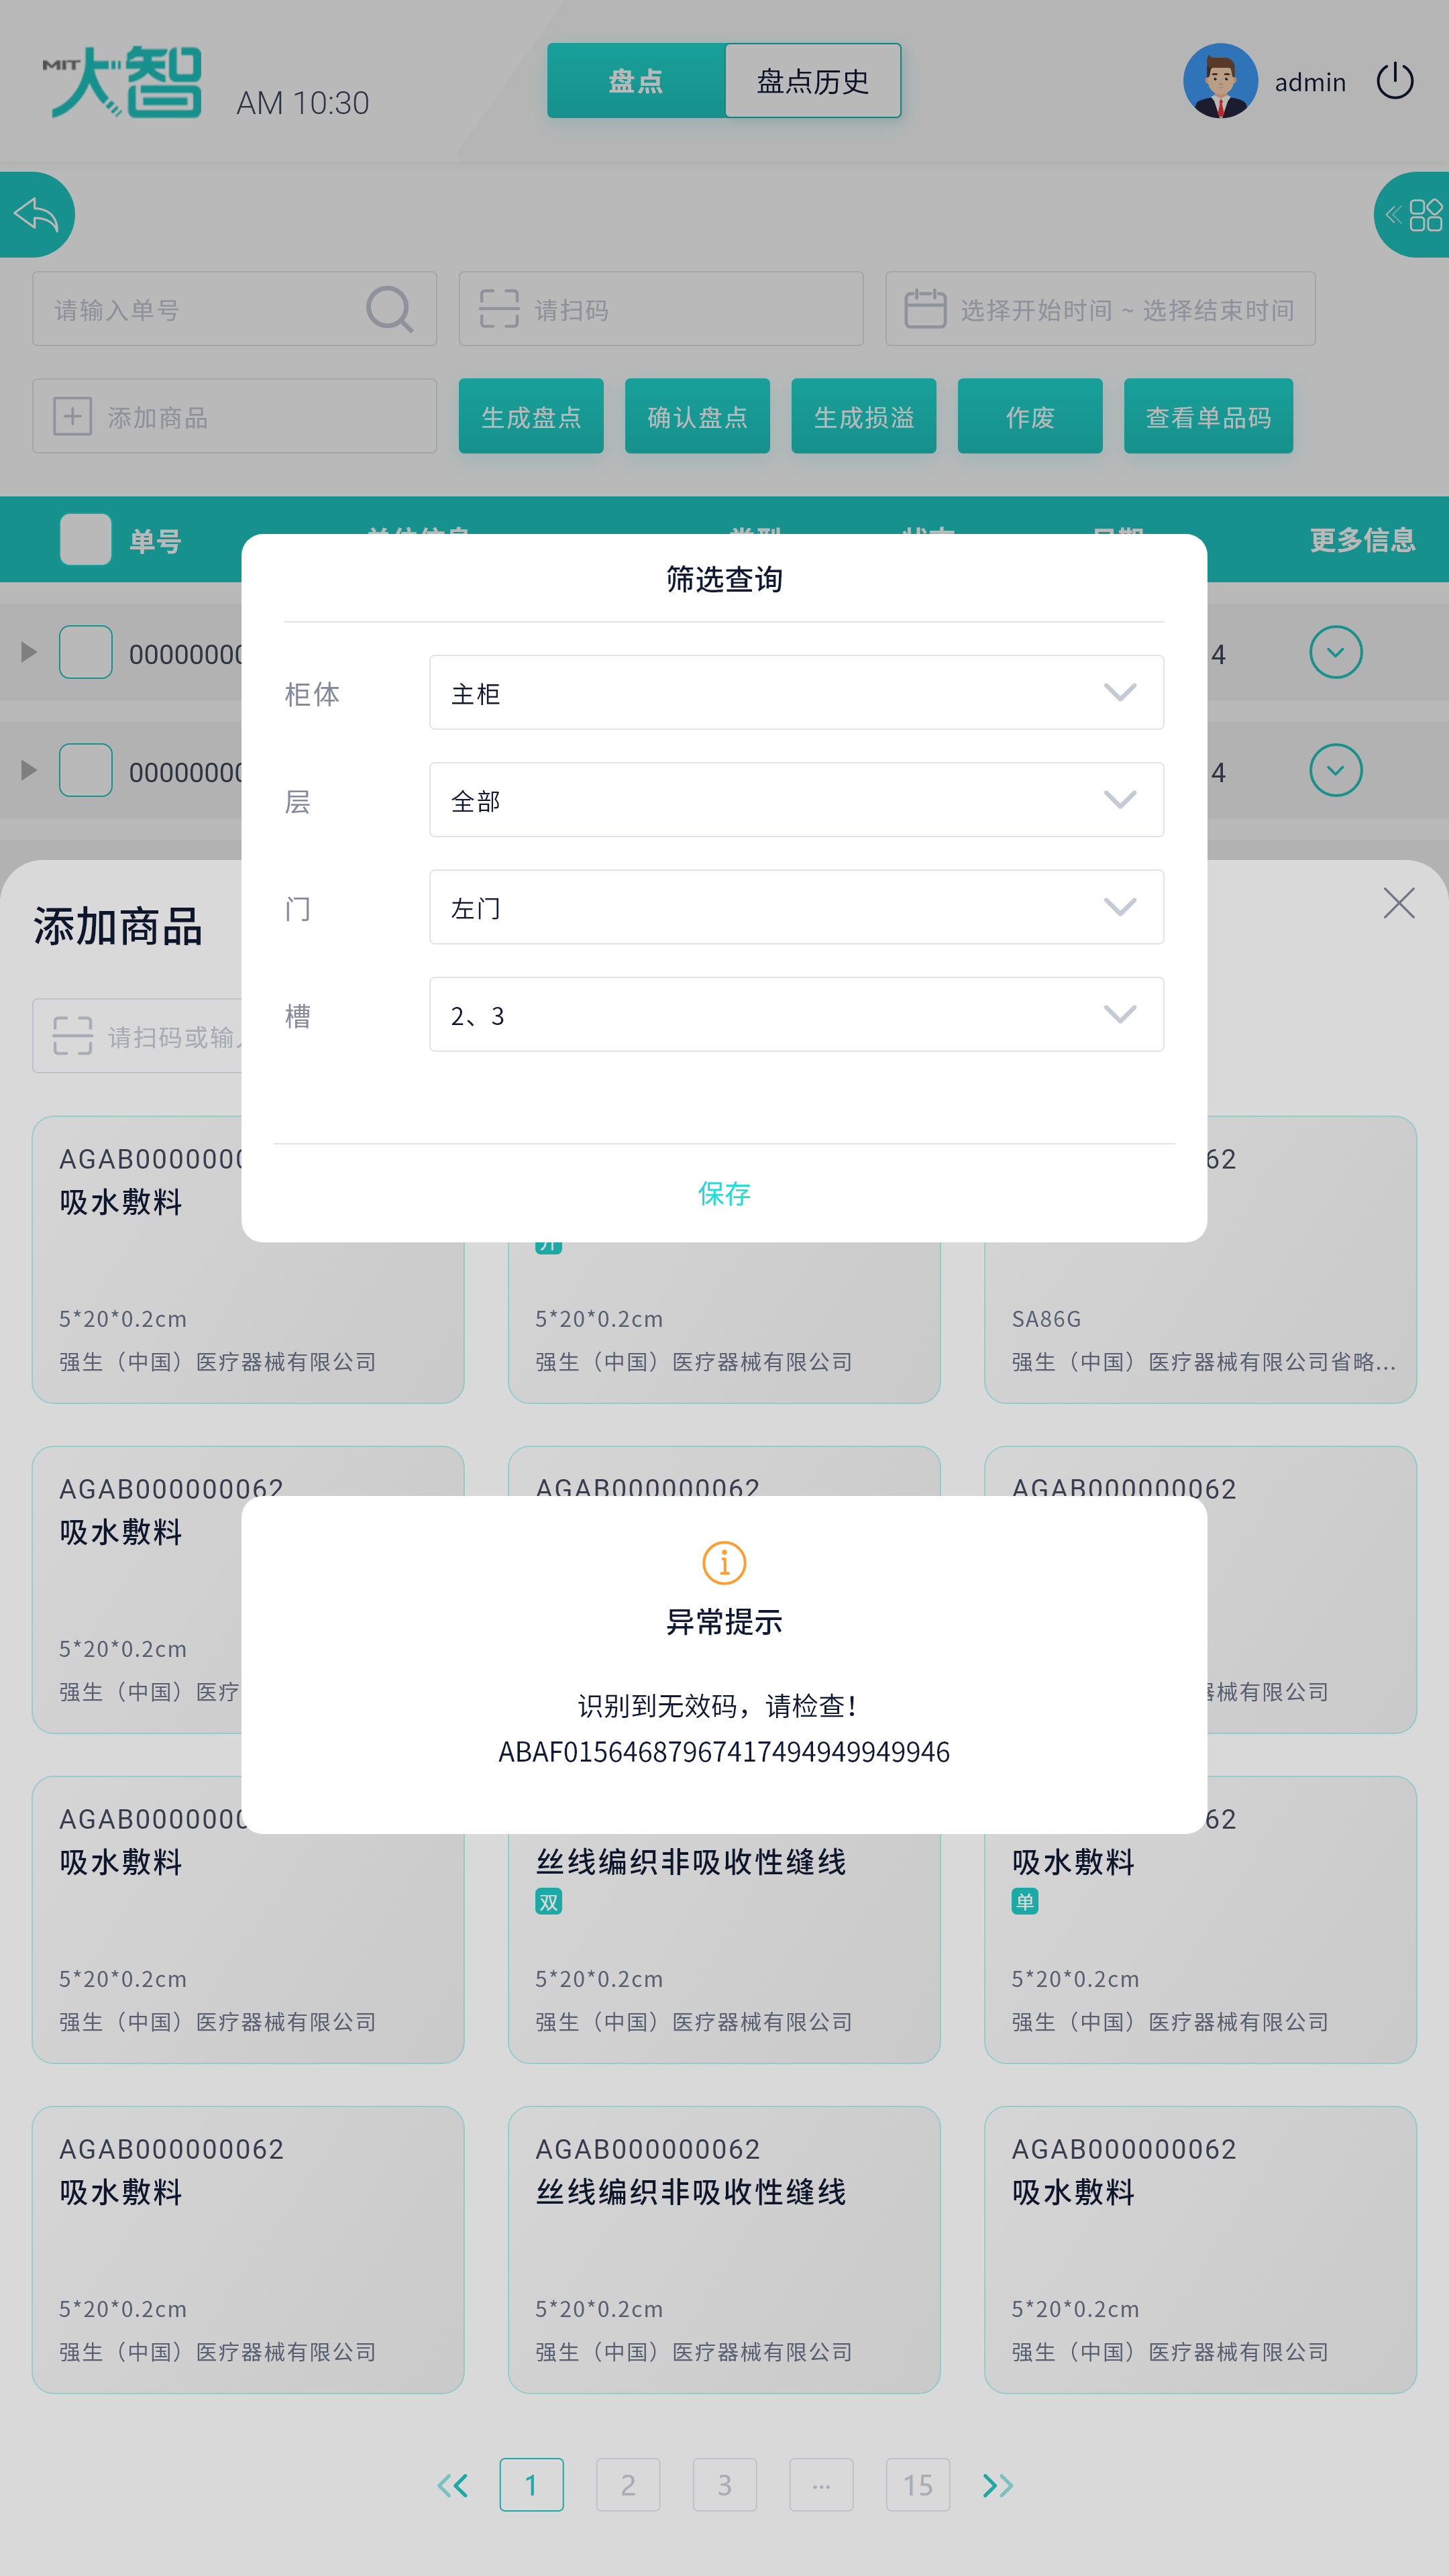 MIT大智
AM 10:30
盘点
盘点历史
admin
请输入单号
请扫码
选择开始时间 ~ 选择结束时间
添加商品
生成盘点
确认盘点
生成损溢
作废
查看单品码
单号
单位信息
类型
状态
日期
更多信息
00000000
4
00000000
4
筛选查询
柜体
主柜
层
全部
门
左门
槽
2、3
保存
添加商品
请扫码或输
AGAB0000000
62
吸水敷料
5*20*0.2cm
5*20*0.2cm
SA86G
强生（中国）医疗器械有限公司
强生（中国）医疗器械有限公司
强生（中国）医疗器械有限公司省略...
AGAB000000062
AGAB000000062
AGAB000000062
吸水敷料
5*20*0.2cm
强生（中国）医疗
器械有限公司
异常提示
识别到无效码，请检查！
ABAF01564687967417494949949946
AGAB0000000
62
吸水敷料
丝线编织非吸收性缝线
吸水敷料
双
单
5*20*0.2cm
5*20*0.2cm
5*20*0.2cm
强生（中国）医疗器械有限公司
强生（中国）医疗器械有限公司
强生（中国）医疗器械有限公司
AGAB000000062
AGAB000000062
AGAB000000062
吸水敷料
丝线编织非吸收性缝线
吸水敷料
5*20*0.2cm
5*20*0.2cm
5*20*0.2cm
强生（中国）医疗器械有限公司
强生（中国）医疗器械有限公司
强生（中国）医疗器械有限公司
1
2
3
...
15